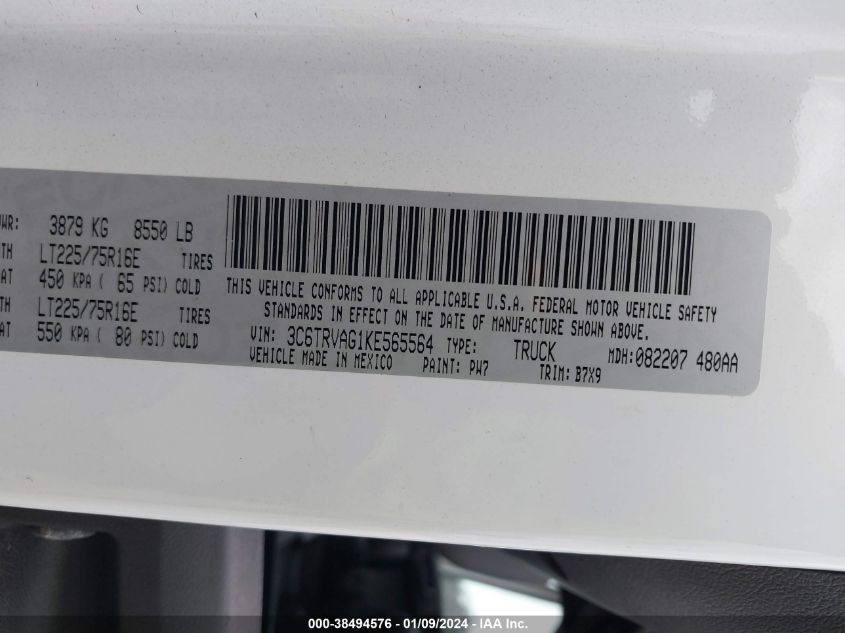 3879 KG 8550 LB
LT225/75R16E TIRES
450 KPA ( 65 PSI) COLD
LT225/75R16E TIRES
550 KPA ( 80 PSI) COLD
THIS VEHICLE CONFORMS TO ALL APPLICABLE U.S.A. FEDERAL MOTOR VEHICLE SAFETY
STANDARDS IN EFFECT ON THE DATE OF MANUFACTURE SHOWN ABOVE.
VIN: 3C6TRVAG1KE565564 TYPE: TRUCK MDH: 082207 480AA
VEHICLE MADE IN MEXICO PAINT: PW7 TRIM: B7X9
000-38494576 - 01/09/2024 - IAA Inc.